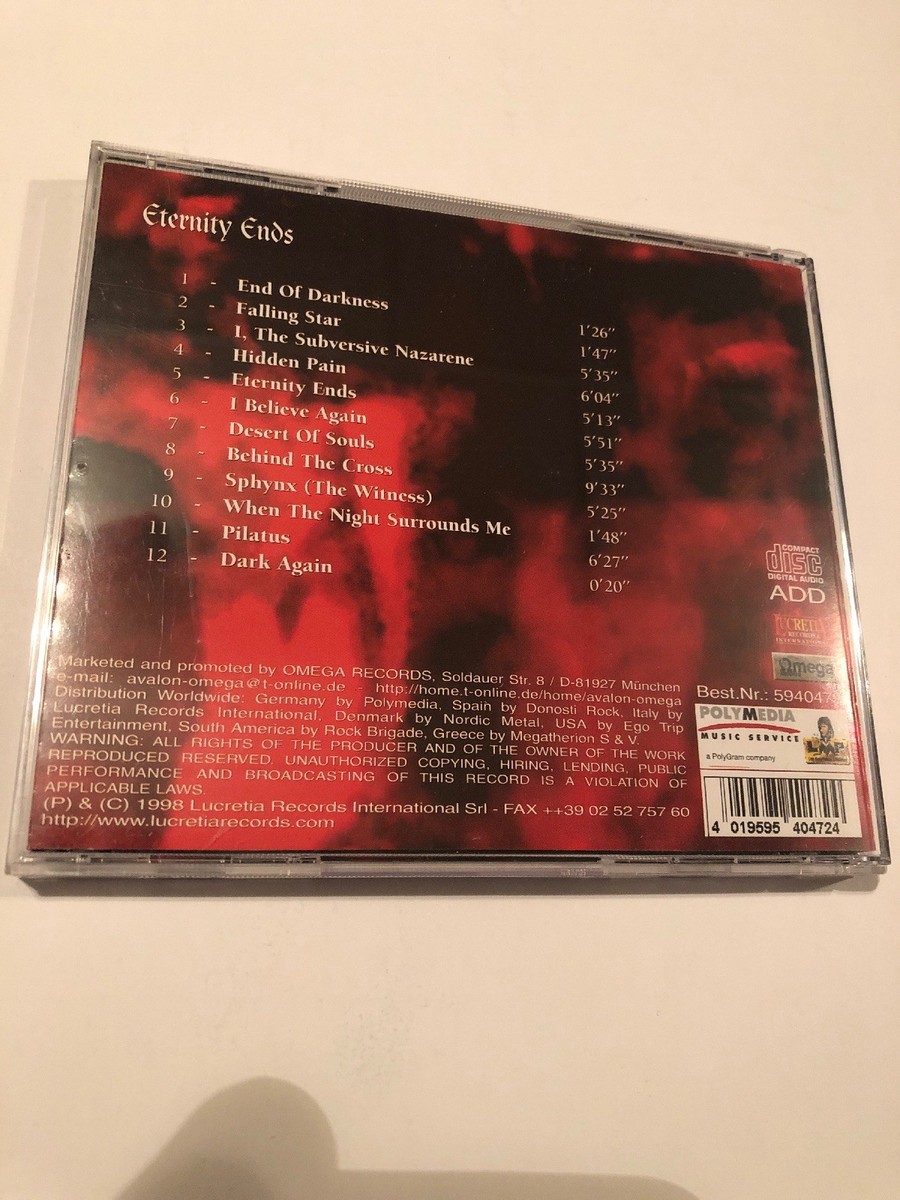 Eternity Ends
1 - End Of Darkness 1'26"
2 - Falling Star 1'47"
3 - I, The Subversive Nazarene 5'35"
4 - Hidden Pain 6'04"
5 - Eternity Ends 5'13"
6 - I Believe Again 5'51"
7 - Desert Of Souls 5'35"
8 - Behind The Cross 9'33"
9 - Sphynx (The Witness) 5'25"
10 - When The Night Surrounds Me 1'48"
11 - Pilatus 6'27"
12 - Dark Again 0'20"
COMPACT
disc
DIGITAL AUDIO
ADD
LUCRETIA
RECORDS
INTERNATIONAL
Ωmega
Marketed and promoted by OMEGA RECORDS, Soldauer Str. 8 / D-81927 München
e-mail: avalon-omega@t-online.de - http://home.t-online.de/home/avalon-omega
Distribution Worldwide: Germany by Polymedia, Spain by Donosti Rock, Italy by
Lucretia Records International, Denmark by Nordic Metal, USA by Ego Trip
Entertainment, South America by Rock Brigade, Greece by Megatherion S & V.
WARNING: ALL RIGHTS OF THE PRODUCER AND OF THE OWNER OF THE WORK
REPRODUCED RESERVED. UNAUTHORIZED COPYING, HIRING, LENDING, PUBLIC
PERFORMANCE AND BROADCASTING OF THIS RECORD IS A VIOLATION OF
APPLICABLE LAWS.
(P) & (C) 1998 Lucretia Records International Srl - FAX ++39 02 52 757 60
http://www.lucretiarecords.com
Best.Nr.:
POLYMEDIA
MUSIC SERVICE
a PolyGram company
LMP
4 019595 404724